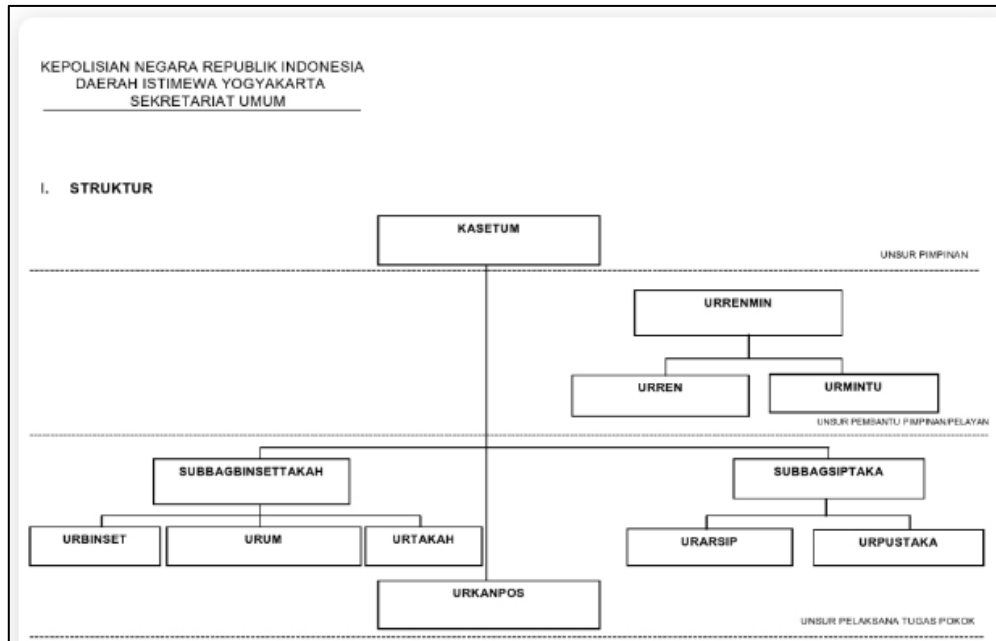 KEPOLISIAN NEGARA REPUBLIK INDONESIA
DAERAH ISTIMEWA YOGYAKARTA
SEKRETARIAT UMUM
I. STRUKTUR
KASETUM
UNSUR PIMPINAN
URRENMIN
URREN
URMINTU
UNSUR PEMBANTU PIMPINAN/PELAYAN
SUBBAGBINSETTAKAH
SUBBAGSIPTAKA
URBINSET
URUM
URTAKAH
URARSIP
URPUSTAKA
URKANPOS
UNSUR PELAKSANA TUGAS POKOK